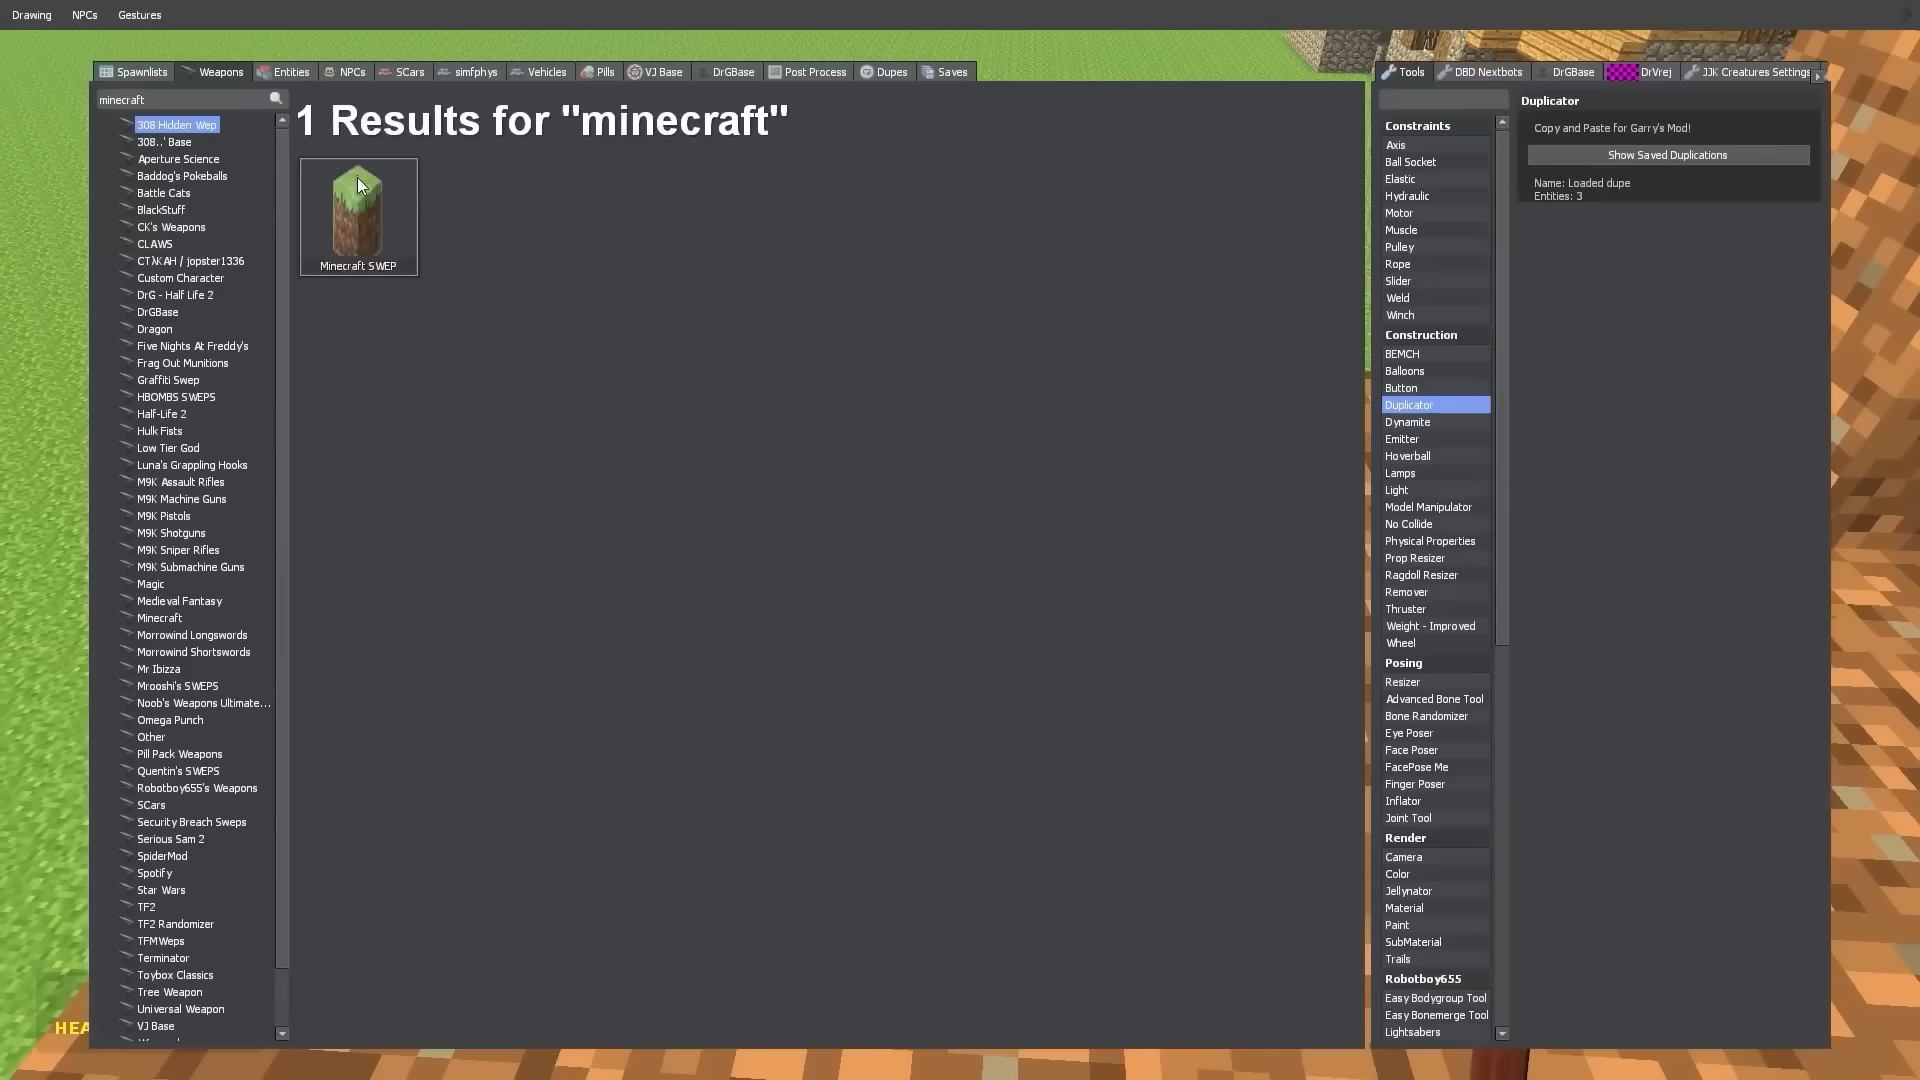 Drawing NPCs Gestures
Spawnlists Weapons Entities NPCs SCars simfphys Vehicles Pills VJ Base DrGBase Post Process Dupes Saves
minecraft
308 Hidden Wep
308..' Base
Aperture Science
Baddog's Pokeballs
Battle Cats
BlackStuff
CK's Weapons
CLAWS
CTλKAH / jopster1336
Custom Character
DrG - Half Life 2
DrGBase
Dragon
Five Nights At Freddy's
Frag Out Munitions
Graffiti Swep
HBOMBS SWEPS
Half-Life 2
Hulk Fists
Low Tier God
Luna's Grappling Hooks
M9K Assault Rifles
M9K Machine Guns
M9K Pistols
M9K Shotguns
M9K Sniper Rifles
M9K Submachine Guns
Magic
Medieval Fantasy
Minecraft
Morrowind Longswords
Morrowind Shortswords
Mr Ibizza
Mrooshi's SWEPS
Noob's Weapons Ultimate...
Omega Punch
Other
Pill Pack Weapons
Quentin's SWEPS
Robotboy655's Weapons
SCars
Security Breach Sweps
Serious Sam 2
SpiderMod
Spotify
Star Wars
TF2
TF2 Randomizer
TFMWeps
Terminator
Toybox Classics
Tree Weapon
Universal Weapon
VJ Base
HEA
1 Results for "minecraft"
Minecraft SWEP
Tools DBD Nextbots DrGBase DrVrej JJK Creatures Settings
Constraints
Axis
Ball Socket
Elastic
Hydraulic
Motor
Muscle
Pulley
Rope
Slider
Weld
Winch
Construction
BEMCH
Balloons
Button
Duplicator
Dynamite
Emitter
Hoverball
Lamps
Light
Model Manipulator
No Collide
Physical Properties
Prop Resizer
Ragdoll Resizer
Remover
Thruster
Weight - Improved
Wheel
Posing
Resizer
Advanced Bone Tool
Bone Randomizer
Eye Poser
Face Poser
FacePose Me
Finger Poser
Inflator
Joint Tool
Render
Camera
Color
Jellynator
Material
Paint
SubMaterial
Trails
Robotboy655
Easy Bodygroup Tool
Easy Bonemerge Tool
Lightsabers
Duplicator
Copy and Paste for Garry's Mod!
Show Saved Duplications
Name: Loaded dupe
Entities: 3